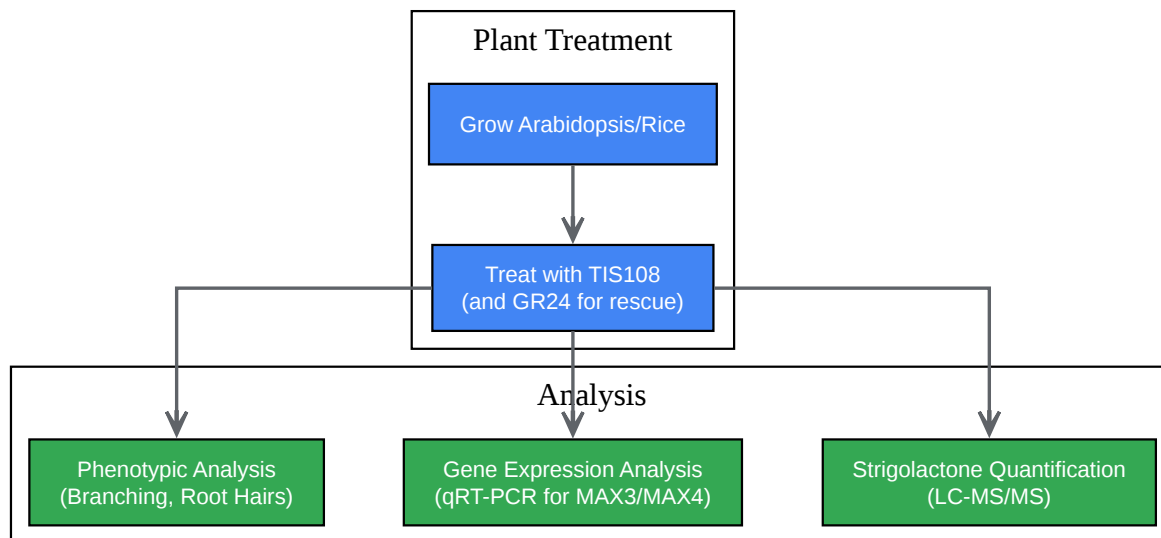 Plant Treatment
Grow Arabidopsis/Rice
Treat with TIS108
(and GR24 for rescue)
Analysis
Phenotypic Analysis
(Branching, Root Hairs)
Gene Expression Analysis
(qRT-PCR for MAX3/MAX4)
Strigolactone Quantification
(LC-MS/MS)